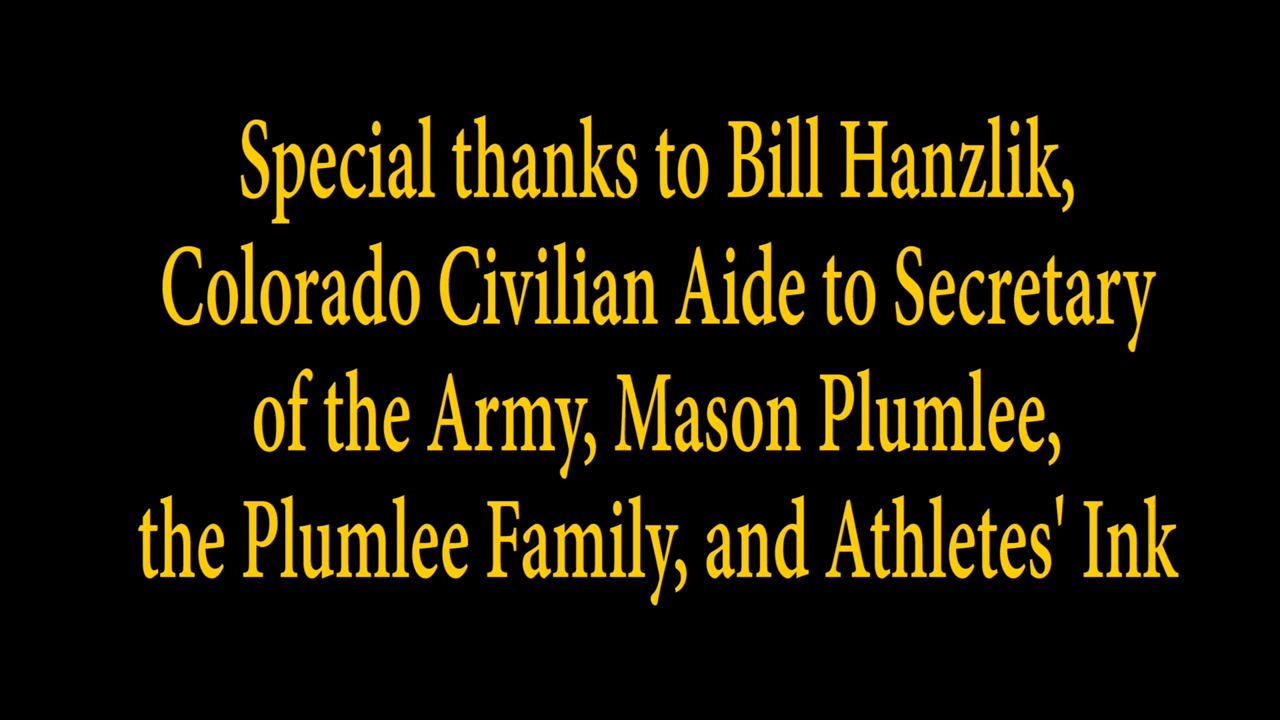 Special thanks to Bill Hanzlik,
Colorado Civilian Aide to Secretary
of the Army, Mason Plumlee,
the Plumlee Family, and Athletes' Ink